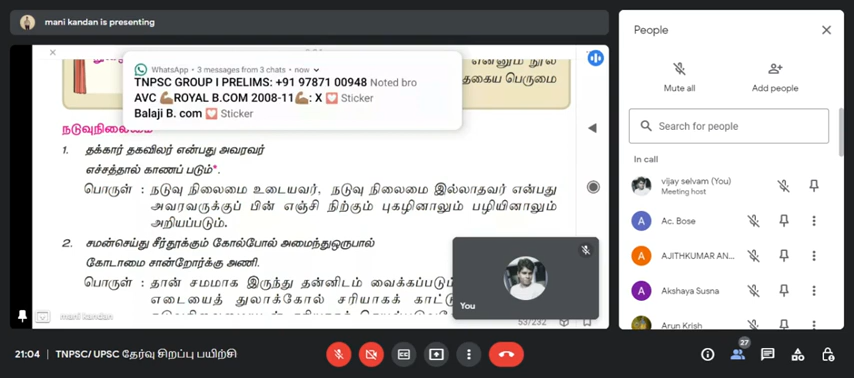 mani kandan is presenting
WhatsApp • 3 messages from 3 chats • now
TNPSC GROUP I PRELIMS: +91 97871 00948 Noted bro
AVC 💪🏾ROYAL B.COM 2008-11💪🏾: X 💟 Sticker
Balaji B. com 💟 Sticker
என்னும் நூல்
தகைய பெருமை
நடுவுநிலைமை
1. தக்கார் தகவிலர் என்பது அவரவர்
எச்சத்தால் காணப் படும்*.
பொருள் : நடுவு நிலைமை உடையவர், நடுவு நிலைமை இல்லாதவர் என்பது
அவரவருக்குப் பின் எஞ்சி நிற்கும் புகழினாலும் பழியினாலும்
அறியப்படும்.
2. சமன்செய்து சீர்தூக்கும் கோல்போல் அமைந்துஒருபால்
கோடாமை சான்றோர்க்கு அணி.
பொருள் : தான் சமமாக இருந்து தன்னிடம் வைக்கப்படும்
எடையைத் துலாக்கோல் சரியாகக்
You
mani kandan
53/232
21:04 | TNPSC/ UPSC தேர்வு சிறப்பு பயிற்சி
People
Mute all
Add people
Search for people
In call
vijay selvam (You)
Meeting host
Ac. Bose
A
AJITHKUMAR AN...
A
Akshaya Susna
A
Arun Krish
27